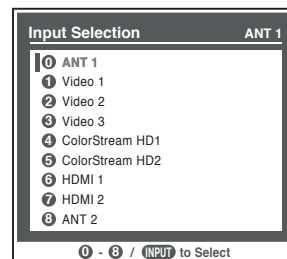 Input Selection ANT 1
0 ANT 1
1 Video 1
2 Video 2
3 Video 3
4 ColorStream HD1
5 ColorStream HD2
6 HDMI 1
7 HDMI 2
8 ANT 2
0 - 8 / INPUT to Select